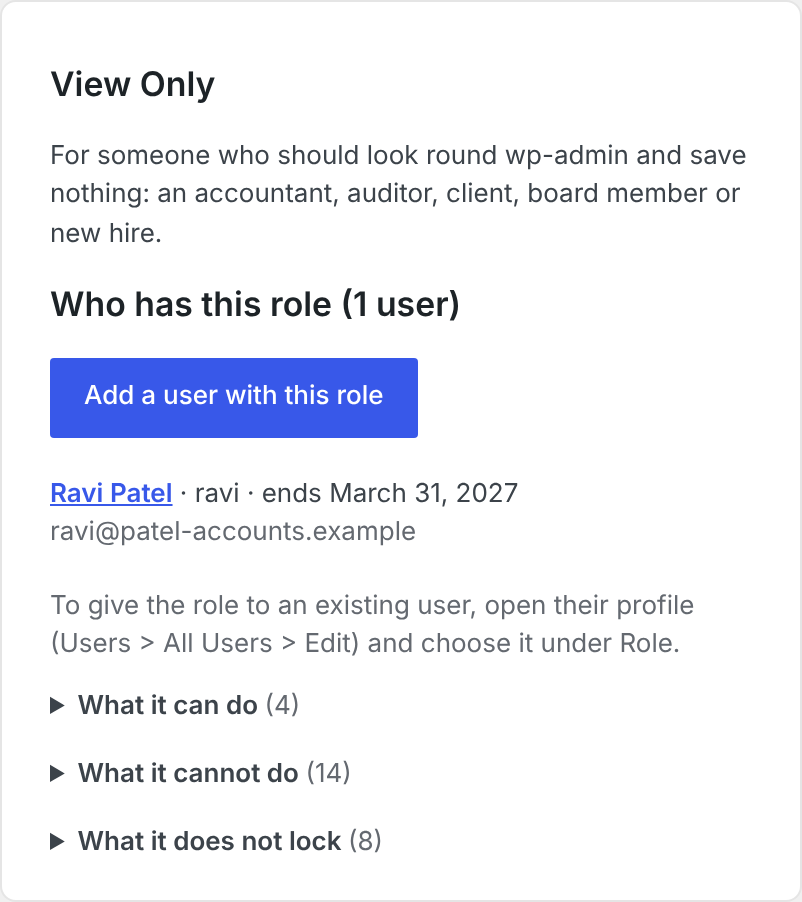 View Only
For someone who should look round wp-admin and save
nothing: an accountant, auditor, client, board member or
new hire.
Who has this role (1 user)
Add a user with this role
Ravi Patel · ravi · ends March 31, 2027
ravi@patel-accounts.example
To give the role to an existing user, open their profile
(Users > All Users > Edit) and choose it under Role.
▶ What it can do (4)
▶ What it cannot do (14)
▶ What it does not lock (8)